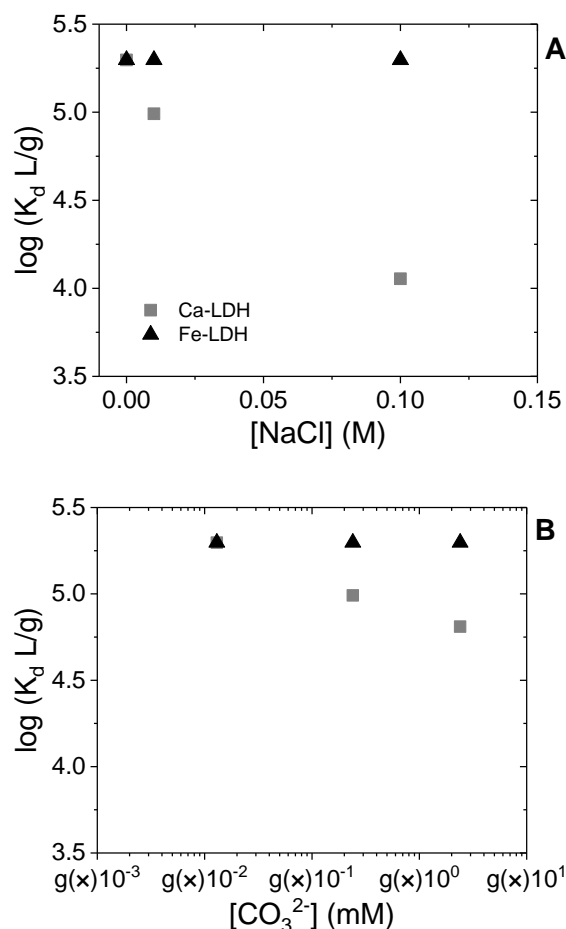 A
5.5
5.0
4.5
4.0
3.5
log (K_d L/g)
Ca-LDH
Fe-LDH
0.00 0.05 0.10 0.15
[NaCl] (M)
B
5.5
5.0
4.5
4.0
3.5
log (K_d L/g)
g(×)10⁻³ g(×)10⁻² g(×)10⁻¹ g(×)10⁰ g(×)10¹
[CO₃²⁻] (mM)